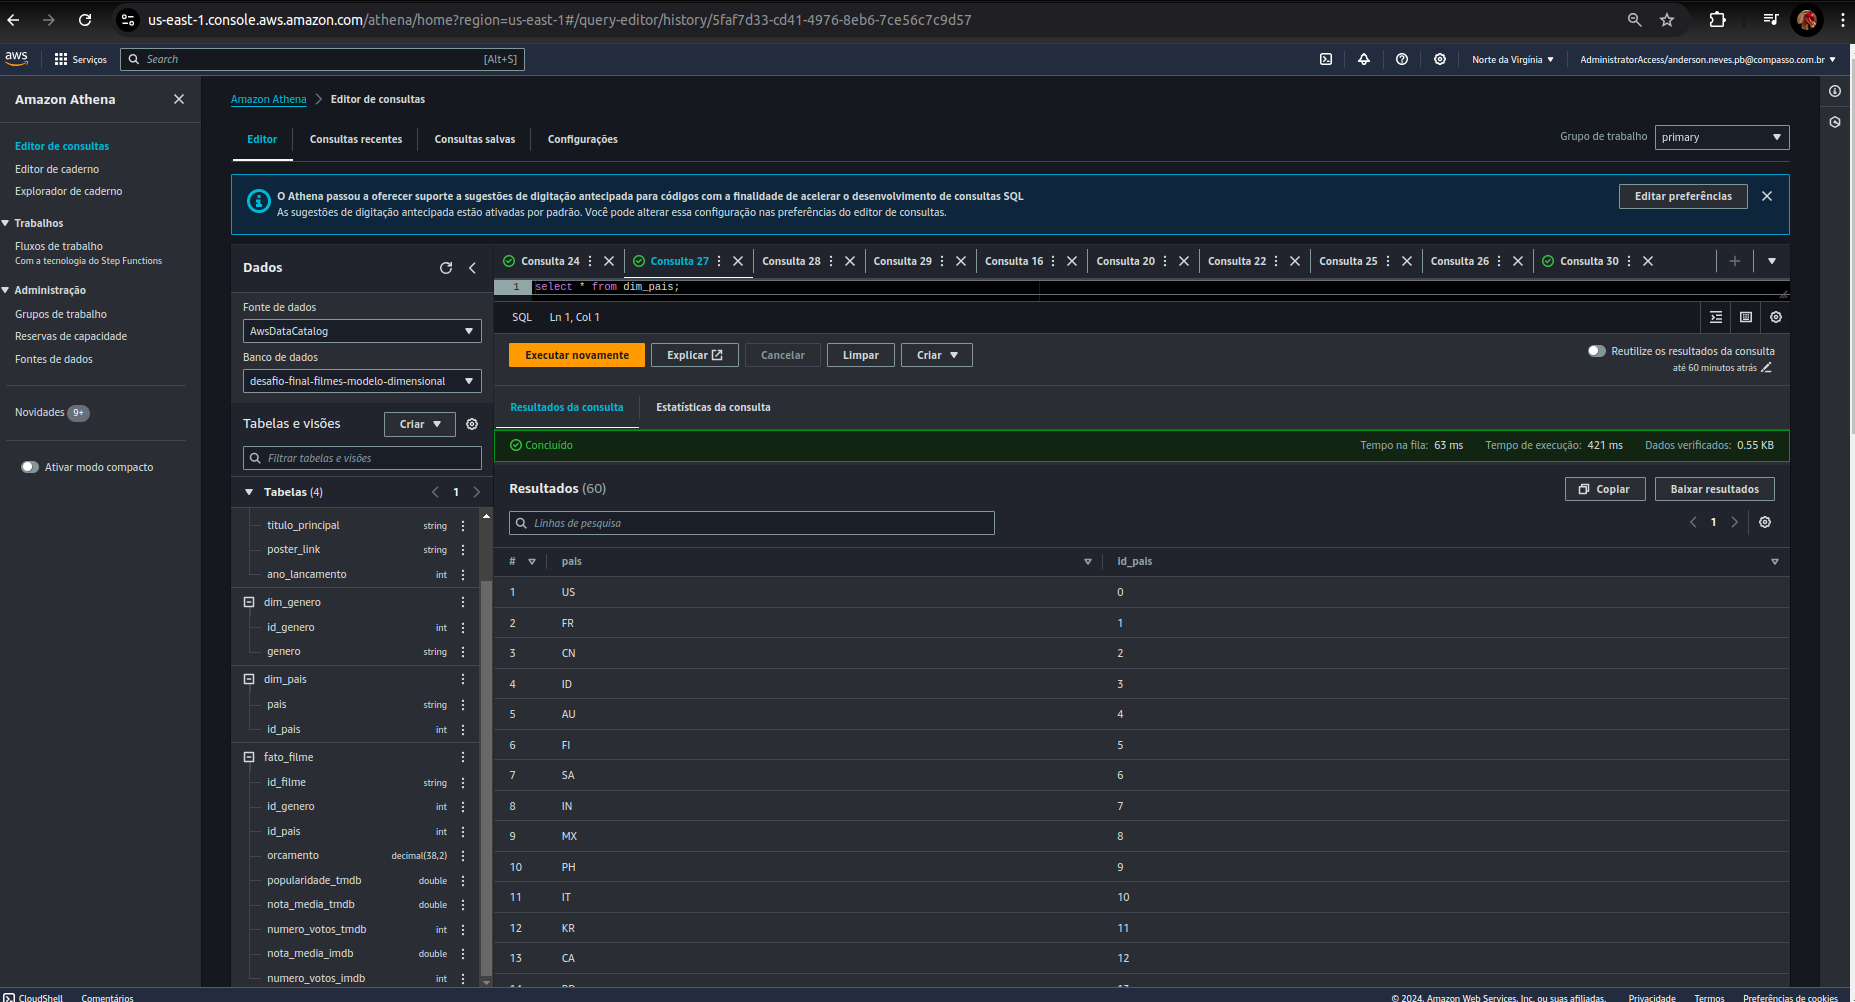 us-east-1.console.aws.amazon.com/athena/home?region=us-east-1#/query-editor/history/5faf7d33-cd41-4976-8eb6-7ce56c7c9d57
aws
Serviços
Search
[Alt+S]
Norte da Virgínia
AdministratorAccess/anderson.neves.pb@compasso.com.br
Amazon Athena
Editor de consultas
Editor de caderno
Explorador de caderno
Trabalhos
Fluxos de trabalho
Com a tecnologia do Step Functions
Administração
Grupos de trabalho
Reservas de capacidade
Fontes de dados
Novidades 9+
Ativar modo compacto
Amazon Athena
Editor de consultas
Editor
Consultas recentes
Consultas salvas
Configurações
Grupo de trabalho
primary
O Athena passou a oferecer suporte a sugestões de digitação antecipada para códigos com a finalidade de acelerar o desenvolvimento de consultas SQL
As sugestões de digitação antecipada estão ativadas por padrão. Você pode alterar essa configuração nas preferências do editor de consultas.
Editar preferências
Dados
Fonte de dados
AwsDataCatalog
Banco de dados
desafio-final-filmes-modelo-dimensional
Tabelas e visões
Criar
Filtrar tabelas e visões
Tabelas (4)
1
titulo_principal string
poster_link string
ano_lancamento int
dim_genero
id_genero int
genero string
dim_pais
pais string
id_pais int
fato_filme
id_filme string
id_genero int
id_pais int
orcamento decimal(38,2)
popularidade_tmdb double
nota_media_tmdb double
numero_votos_tmdb int
nota_media_imdb double
numero_votos_imdb int
Consulta 24
Consulta 27
Consulta 28
Consulta 29
Consulta 16
Consulta 20
Consulta 22
Consulta 25
Consulta 26
Consulta 30
1 select * from dim_pais;
SQL Ln 1, Col 1
Executar novamente
Explicar
Cancelar
Limpar
Criar
Reutilize os resultados da consulta
até 60 minutos atrás
Resultados da consulta
Estatísticas da consulta
Concluído
Tempo na fila: 63 ms
Tempo de execução: 421 ms
Dados verificados: 0.55 KB
Resultados (60)
Copiar
Baixar resultados
Linhas de pesquisa
1
# pais id_pais
1 US 0
2 FR 1
3 CN 2
4 ID 3
5 AU 4
6 FI 5
7 SA 6
8 IN 7
9 MX 8
10 PH 9
11 IT 10
12 KR 11
13 CA 12
CloudShell
Comentários
© 2024, Amazon Web Services, Inc. ou suas afiliadas.
Privacidade
Termos
Preferências de cookies